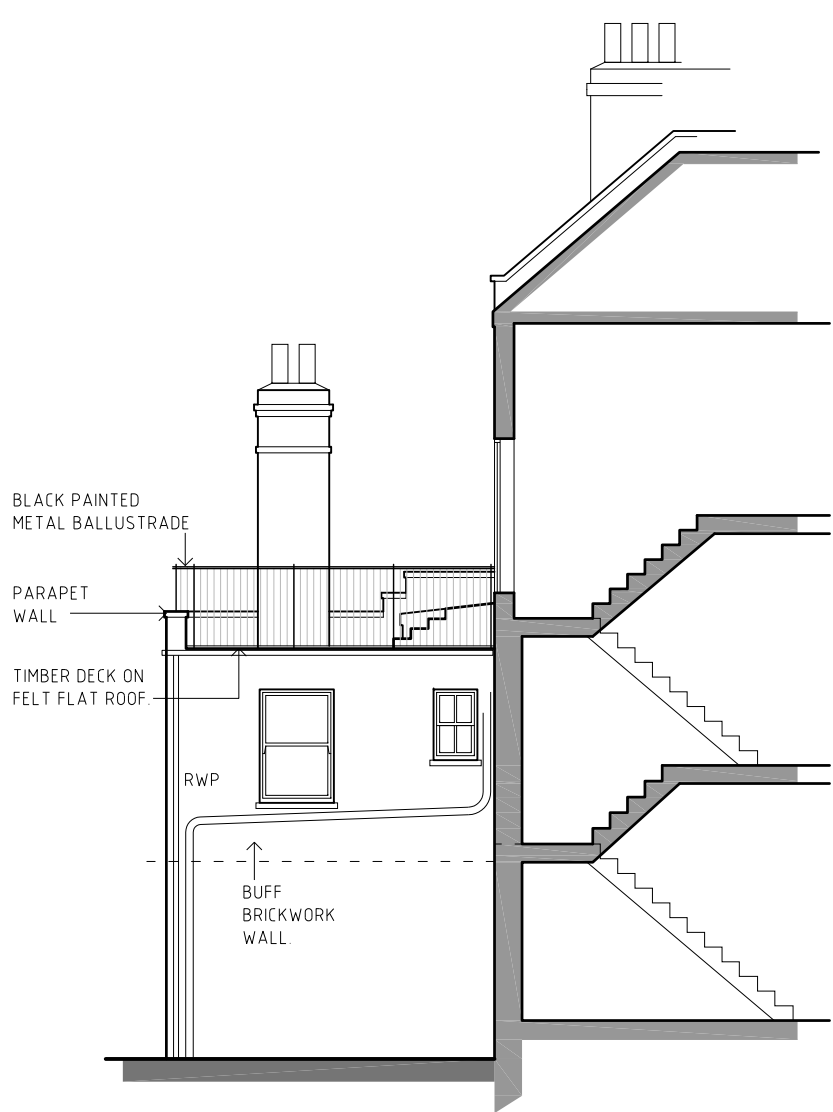 BLACK PAINTED
METAL BALLUSTRADE
PARAPET
WALL
TIMBER DECK ON
FELT FLAT ROOF.
RWP
BUFF
BRICKWORK
WALL.